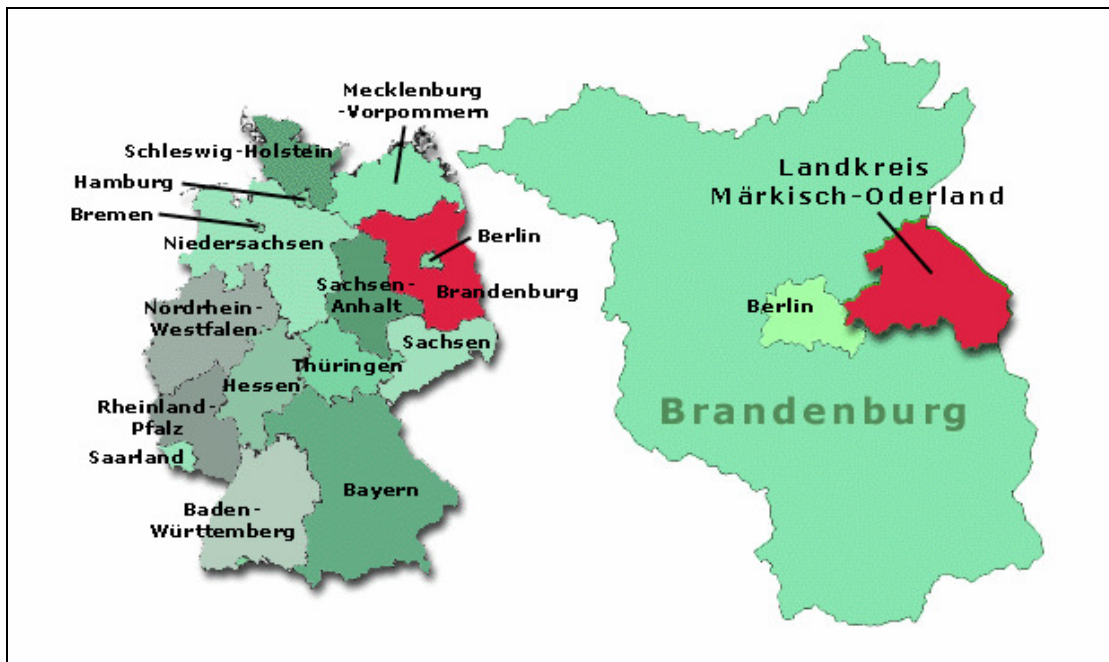 Mecklenburg
-Vorpommern
Schleswig-Holstein
Hamburg
Bremen
Niedersachsen
Berlin
Sachsen-
Anhalt
Brandenburg
Nordrhein-
Westfalen
Sachsen
Thüringen
Hessen
Rheinland-
Pfalz
Saarland
Bayern
Baden-
Württemberg
Landkreis
Märkisch-Oderland
Berlin
Brandenburg